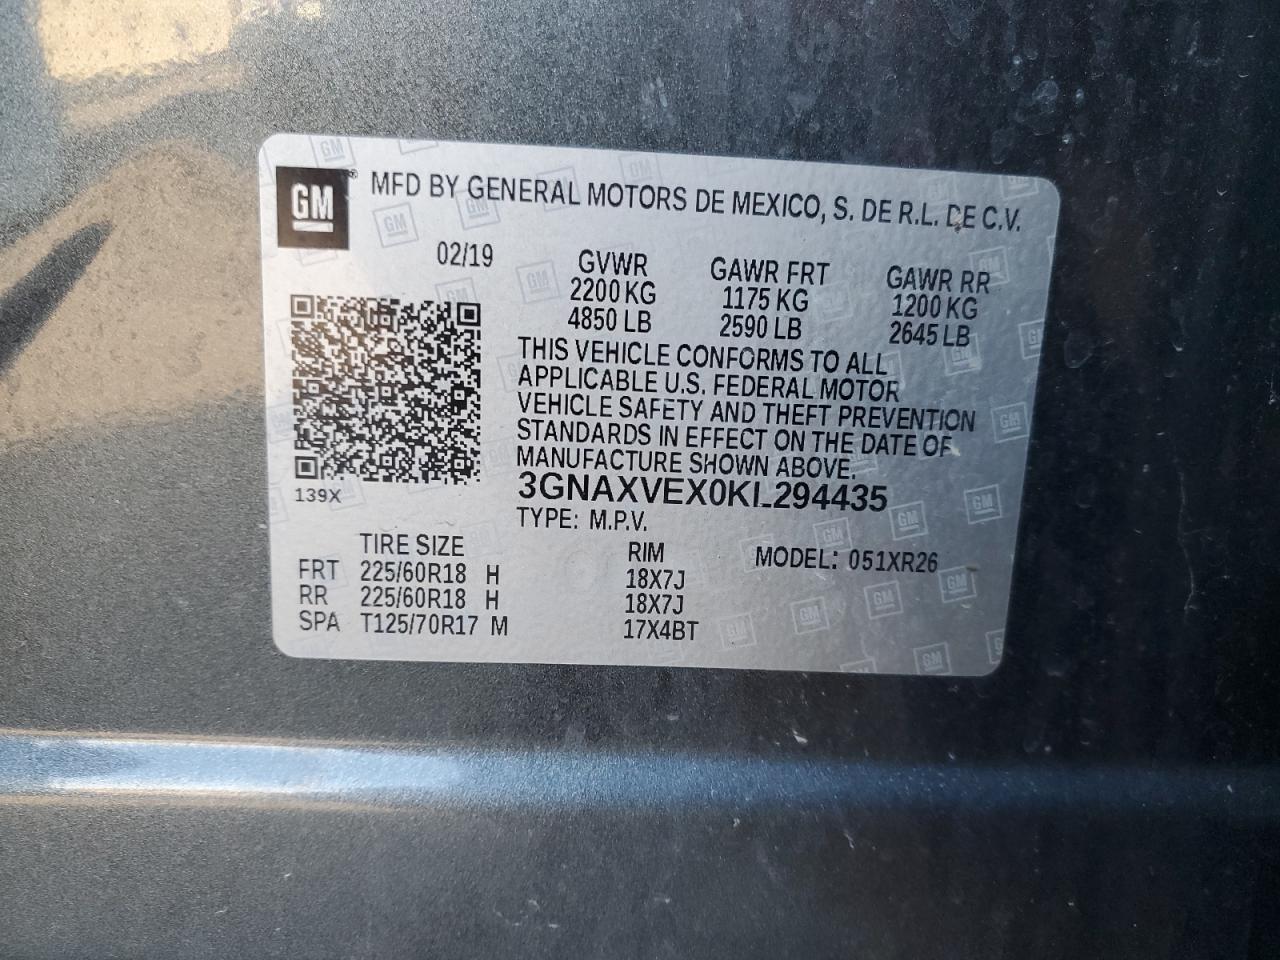 GM® MFD BY GENERAL MOTORS DE MEXICO, S. DE R.L. DE C.V.
02/19
GVWR GAWR FRT GAWR RR
2200 KG 1175 KG 1200 KG
4850 LB 2590 LB 2645 LB
THIS VEHICLE CONFORMS TO ALL
APPLICABLE U.S. FEDERAL MOTOR
VEHICLE SAFETY AND THEFT PREVENTION
STANDARDS IN EFFECT ON THE DATE OF
MANUFACTURE SHOWN ABOVE.
139X
3GNAXVEX0KL294435
TYPE: M.P.V.
TIRE SIZE RIM MODEL: 051XR26
FRT 225/60R18 H 18X7J
RR 225/60R18 H 18X7J
SPA T125/70R17 M 17X4BT